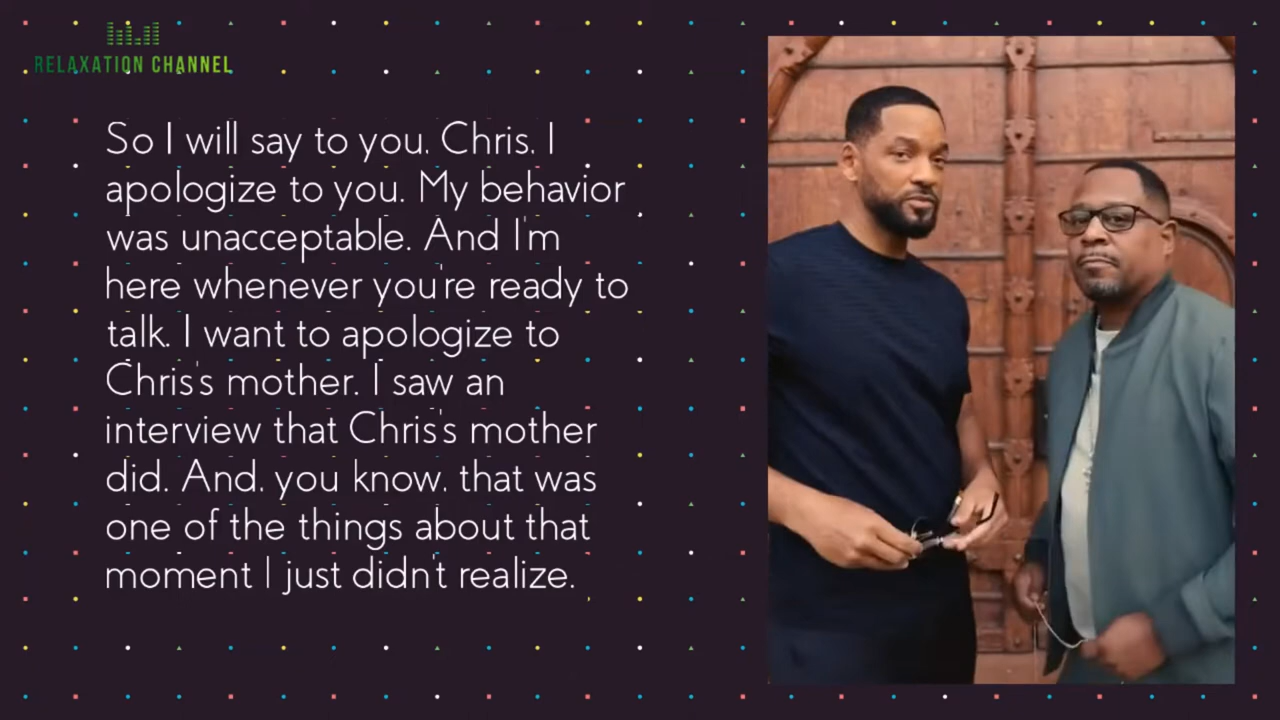 RELAXATION CHANNEL
So I will say to you. Chris. I
apologize to you. My behavior
was unacceptable. And I'm
here whenever you're ready to
talk. I want to apologize to
Chris's mother. I saw an
interview that Chris's mother
did. And. you know. that was
one of the things about that
moment I just didn't realize.